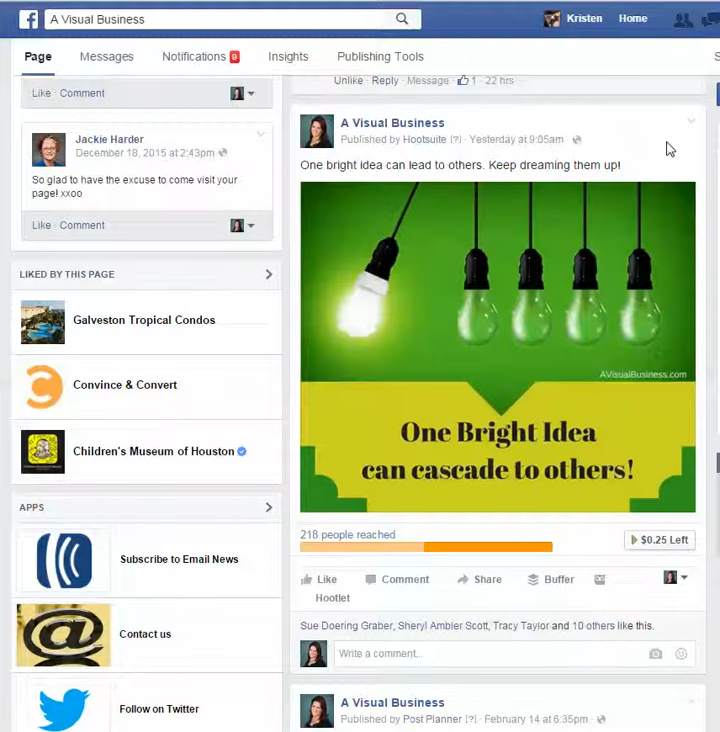 A Visual Business
Kristen Home
Page Messages Notifications 9 Insights Publishing Tools
Like · Comment
Jackie Harder
December 18, 2015 at 2:43pm
So glad to have the excuse to come visit your
page! xxoo
Like · Comment
LIKED BY THIS PAGE
Galveston Tropical Condos
Convince & Convert
Children's Museum of Houston
APPS
Subscribe to Email News
@
Contact us
Follow on Twitter
Unlike · Reply · Message · 1 · 22 hrs
A Visual Business
Published by Hootsuite [?] · Yesterday at 9:05am ·
One bright idea can lead to others. Keep dreaming them up!
AVisualBusiness.com
One Bright Idea
can cascade to others!
218 people reached
$0.25 Left
Like Comment Share Buffer
Hootlet
Sue Doering Graber, Sheryl Ambler Scott, Tracy Taylor and 10 others like this.
Write a comment...
A Visual Business
Published by Post Planner [?] · February 14 at 6:35pm ·